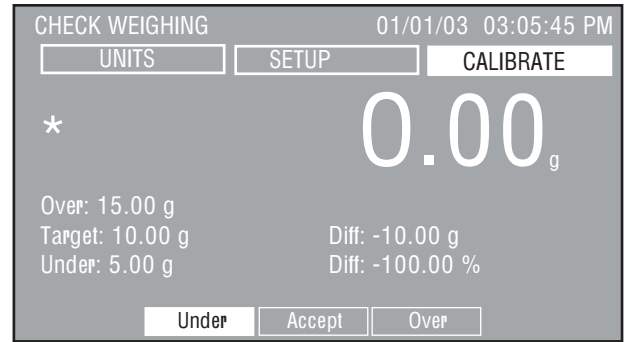 CHECK WEIGHING 01/01/03 03:05:45 PM
UNITS SETUP CALIBRATE
* 0.00 g
Over: 15.00 g
Target: 10.00 g Diff: -10.00 g
Under: 5.00 g Diff: -100.00 %
Under Accept Over